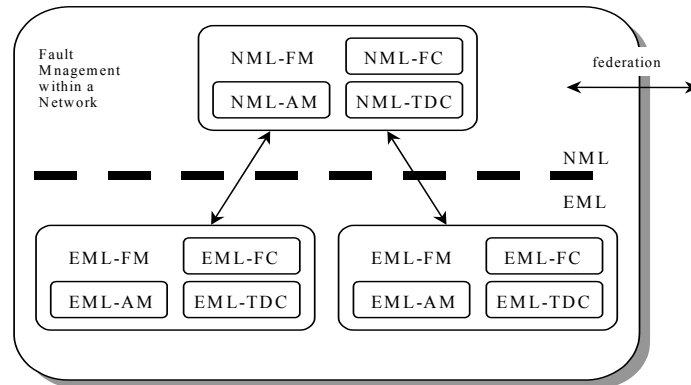 Fault
Mnagement
within a
Network
NML-FM
NML-FC
NML-AM
NML-TDC
federation
NML
EML
EML-FM
EML-FC
EML-AM
EML-TDC
EML-FM
EML-FC
EML-AM
EML-TDC